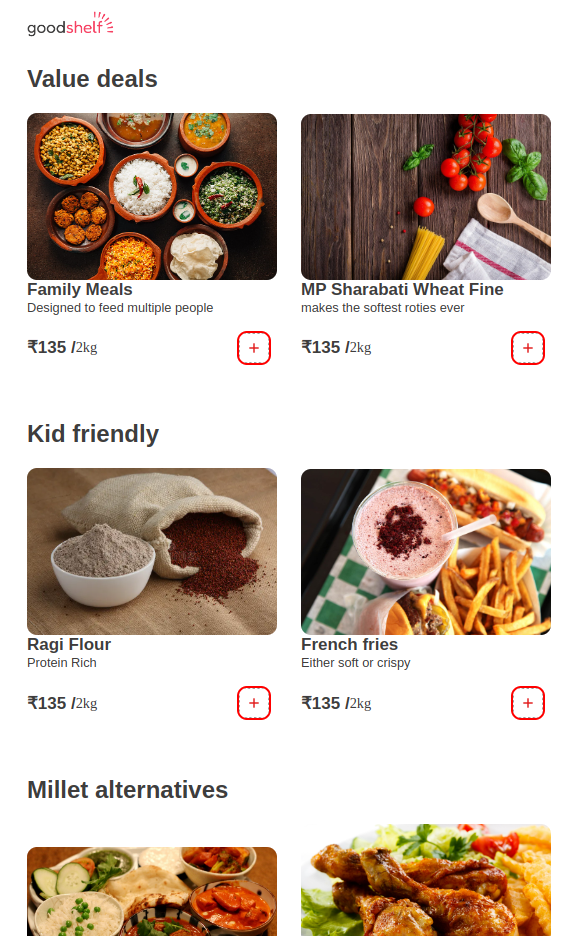 goodshelf
Value deals
Family Meals
Designed to feed multiple people
₹135 /2kg
+
MP Sharabati Wheat Fine
makes the softest roties ever
₹135 /2kg
+
Kid friendly
Ragi Flour
Protein Rich
₹135 /2kg
+
French fries
Either soft or crispy
₹135 /2kg
+
Millet alternatives